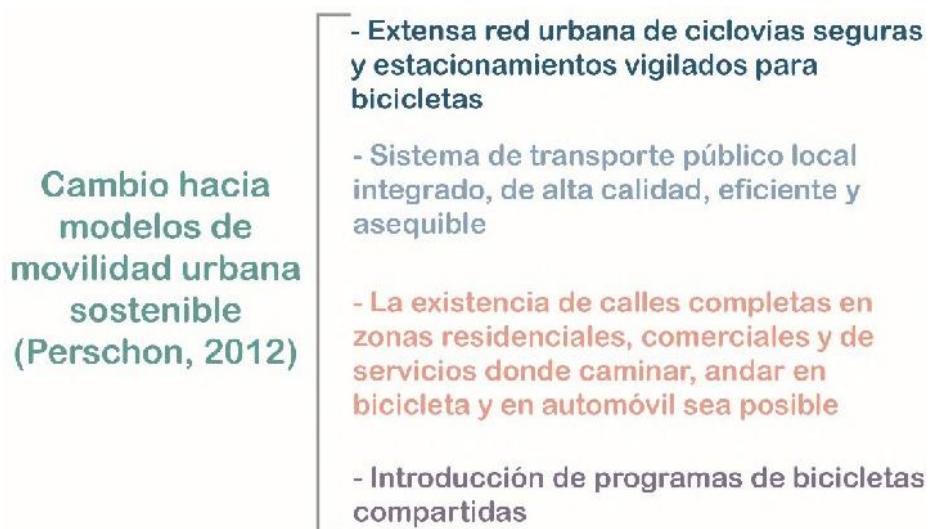 Cambio hacia
modelos de
movilidad urbana
sostenible
(Perschon, 2012)
- Extensa red urbana de ciclovías seguras
y estacionamientos vigilados para
bicicletas
- Sistema de transporte público local
integrado, de alta calidad, eficiente y
asequible
- La existencia de calles completas en
zonas residenciales, comerciales y de
servicios donde caminar, andar en
bicicleta y en automóvil sea posible
- Introducción de programas de bicicletas
compartidas